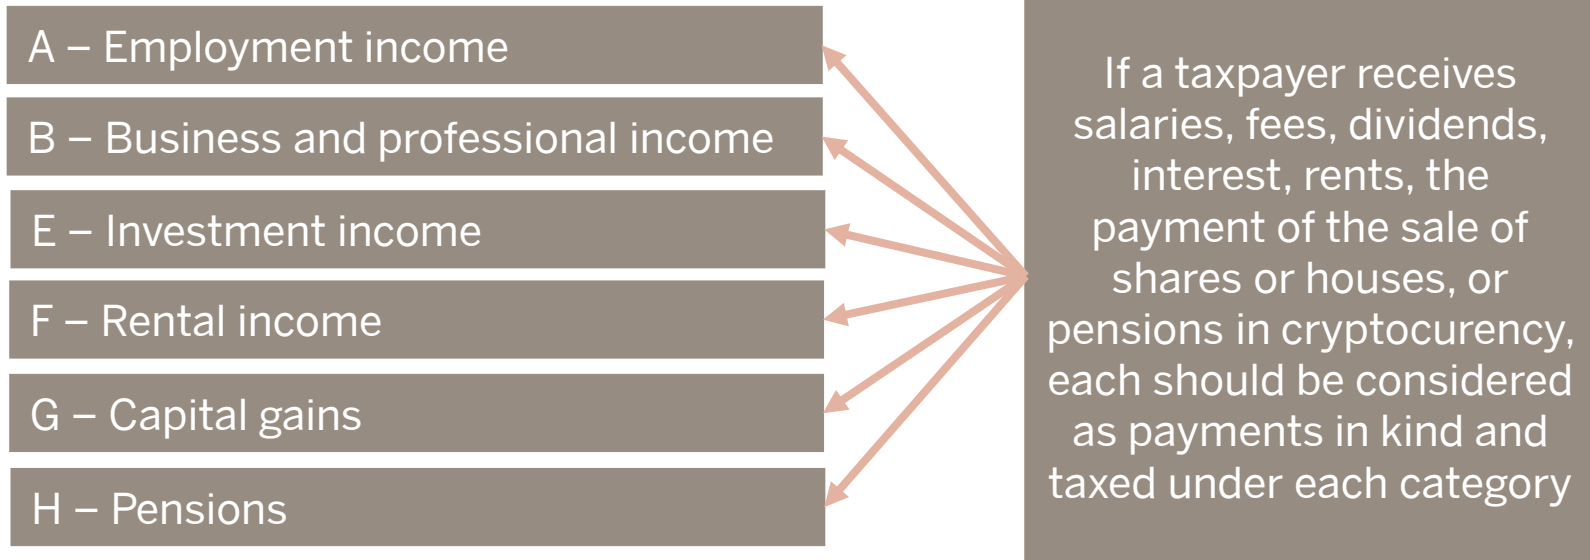 A – Employment income
B – Business and professional income
E – Investment income
F – Rental income
G – Capital gains
H – Pensions
If a taxpayer receives
salaries, fees, dividends,
interest, rents, the
payment of the sale of
shares or houses, or
pensions in cryptocurency,
each should be considered
as payments in kind and
taxed under each category